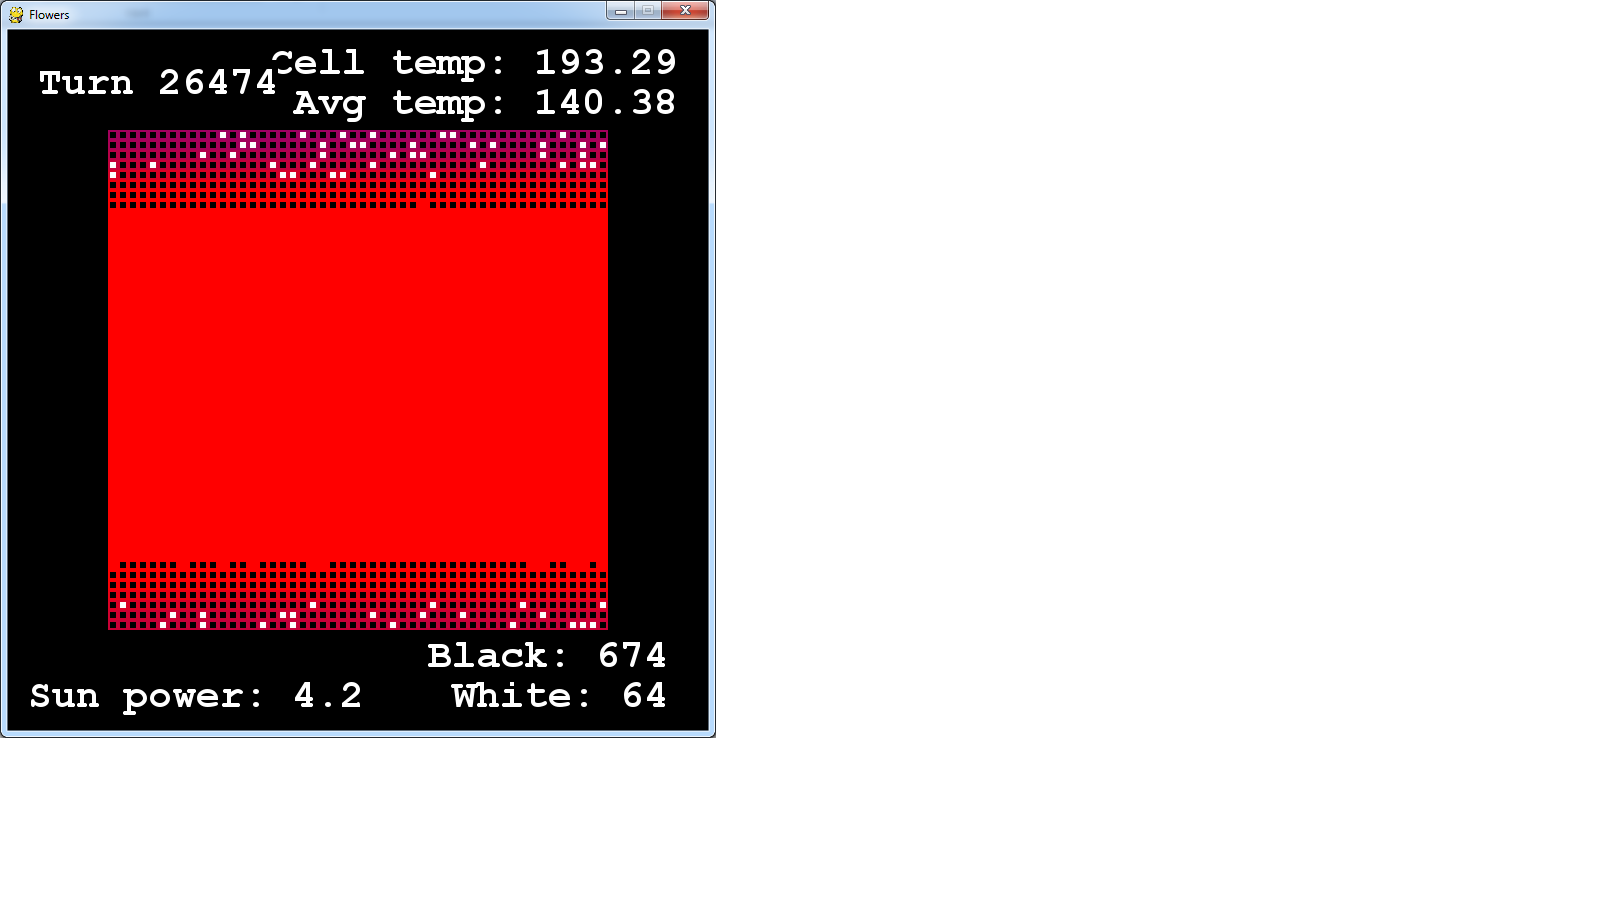 Flowers
Turn 26474
Cell temp: 193.29
Avg temp: 140.38
Black: 674
Sun power: 4.2
White: 64